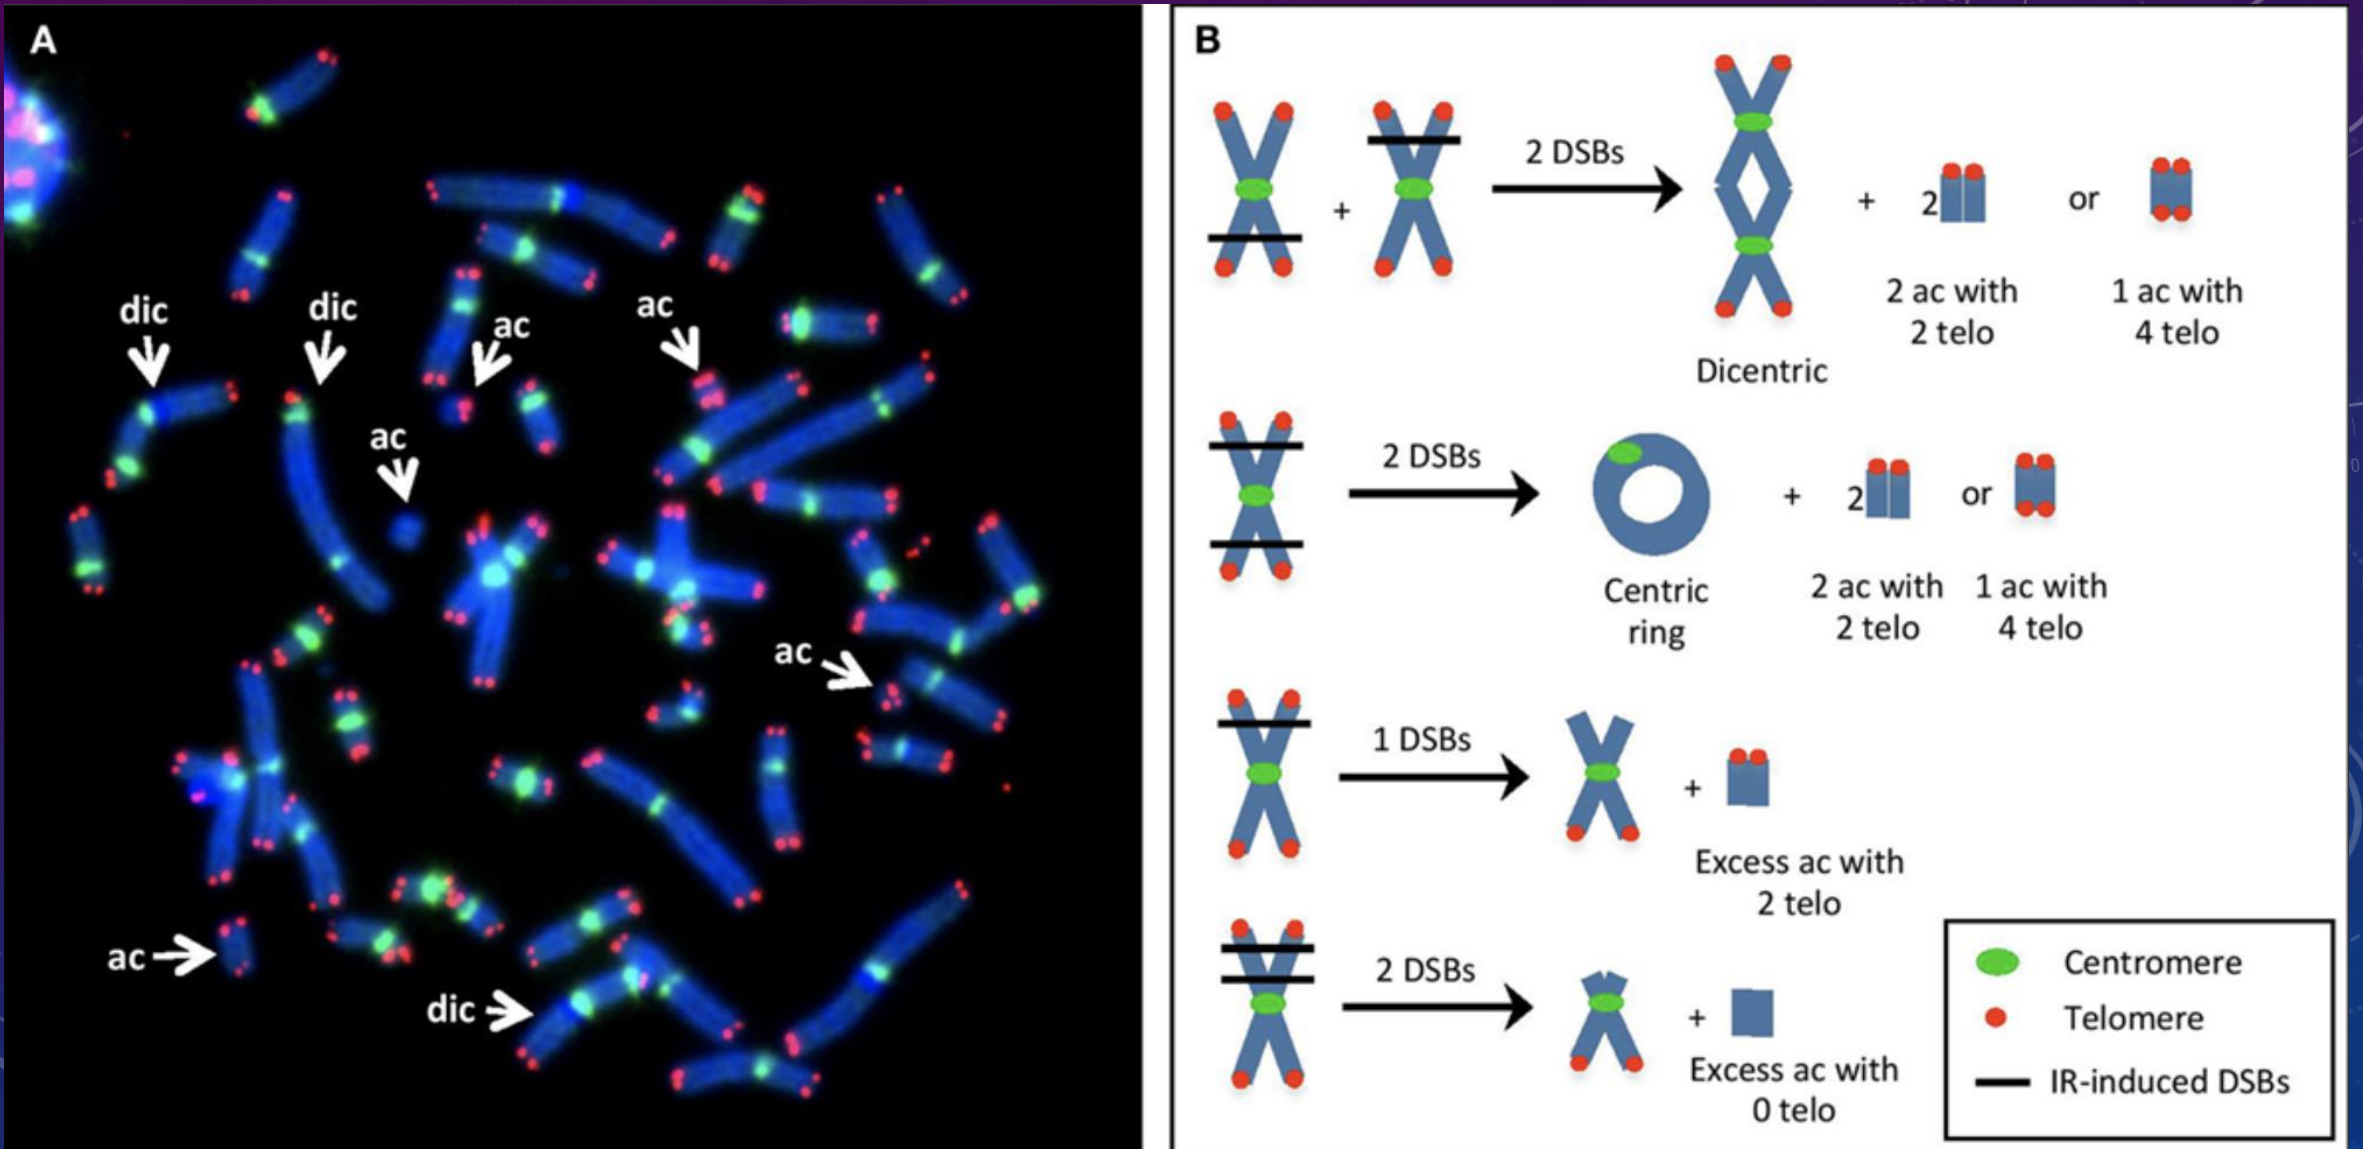 A
dic
dic
ac
ac
ac
ac
ac
dic
B
+
2 DSBs
+
2
or
2 ac with
2 telo
1 ac with
4 telo
Dicentric
2 DSBs
+
2
or
Centric
ring
2 ac with
2 telo
1 ac with
4 telo
1 DSBs
+
Excess ac with
2 telo
2 DSBs
+
Excess ac with
0 telo
Centromere
Telomere
IR-induced DSBs